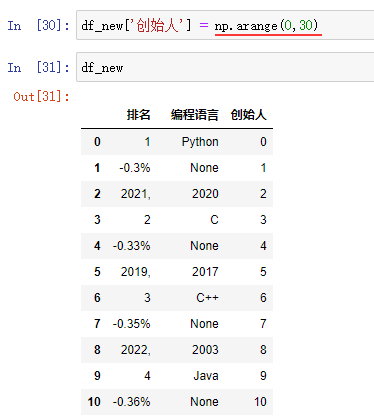 In [30]: df_new['创始人'] = np.arange(0,30)
In [31]: df_new
Out[31]:
排名 编程语言 创始人
0 1 Python 0
1 -0.3% None 1
2 2021, 2020 2
3 2 C 3
4 -0.33% None 4
5 2019, 2017 5
6 3 C++ 6
7 -0.35% None 7
8 2022, 2003 8
9 4 Java 9
10 -0.36% None 10